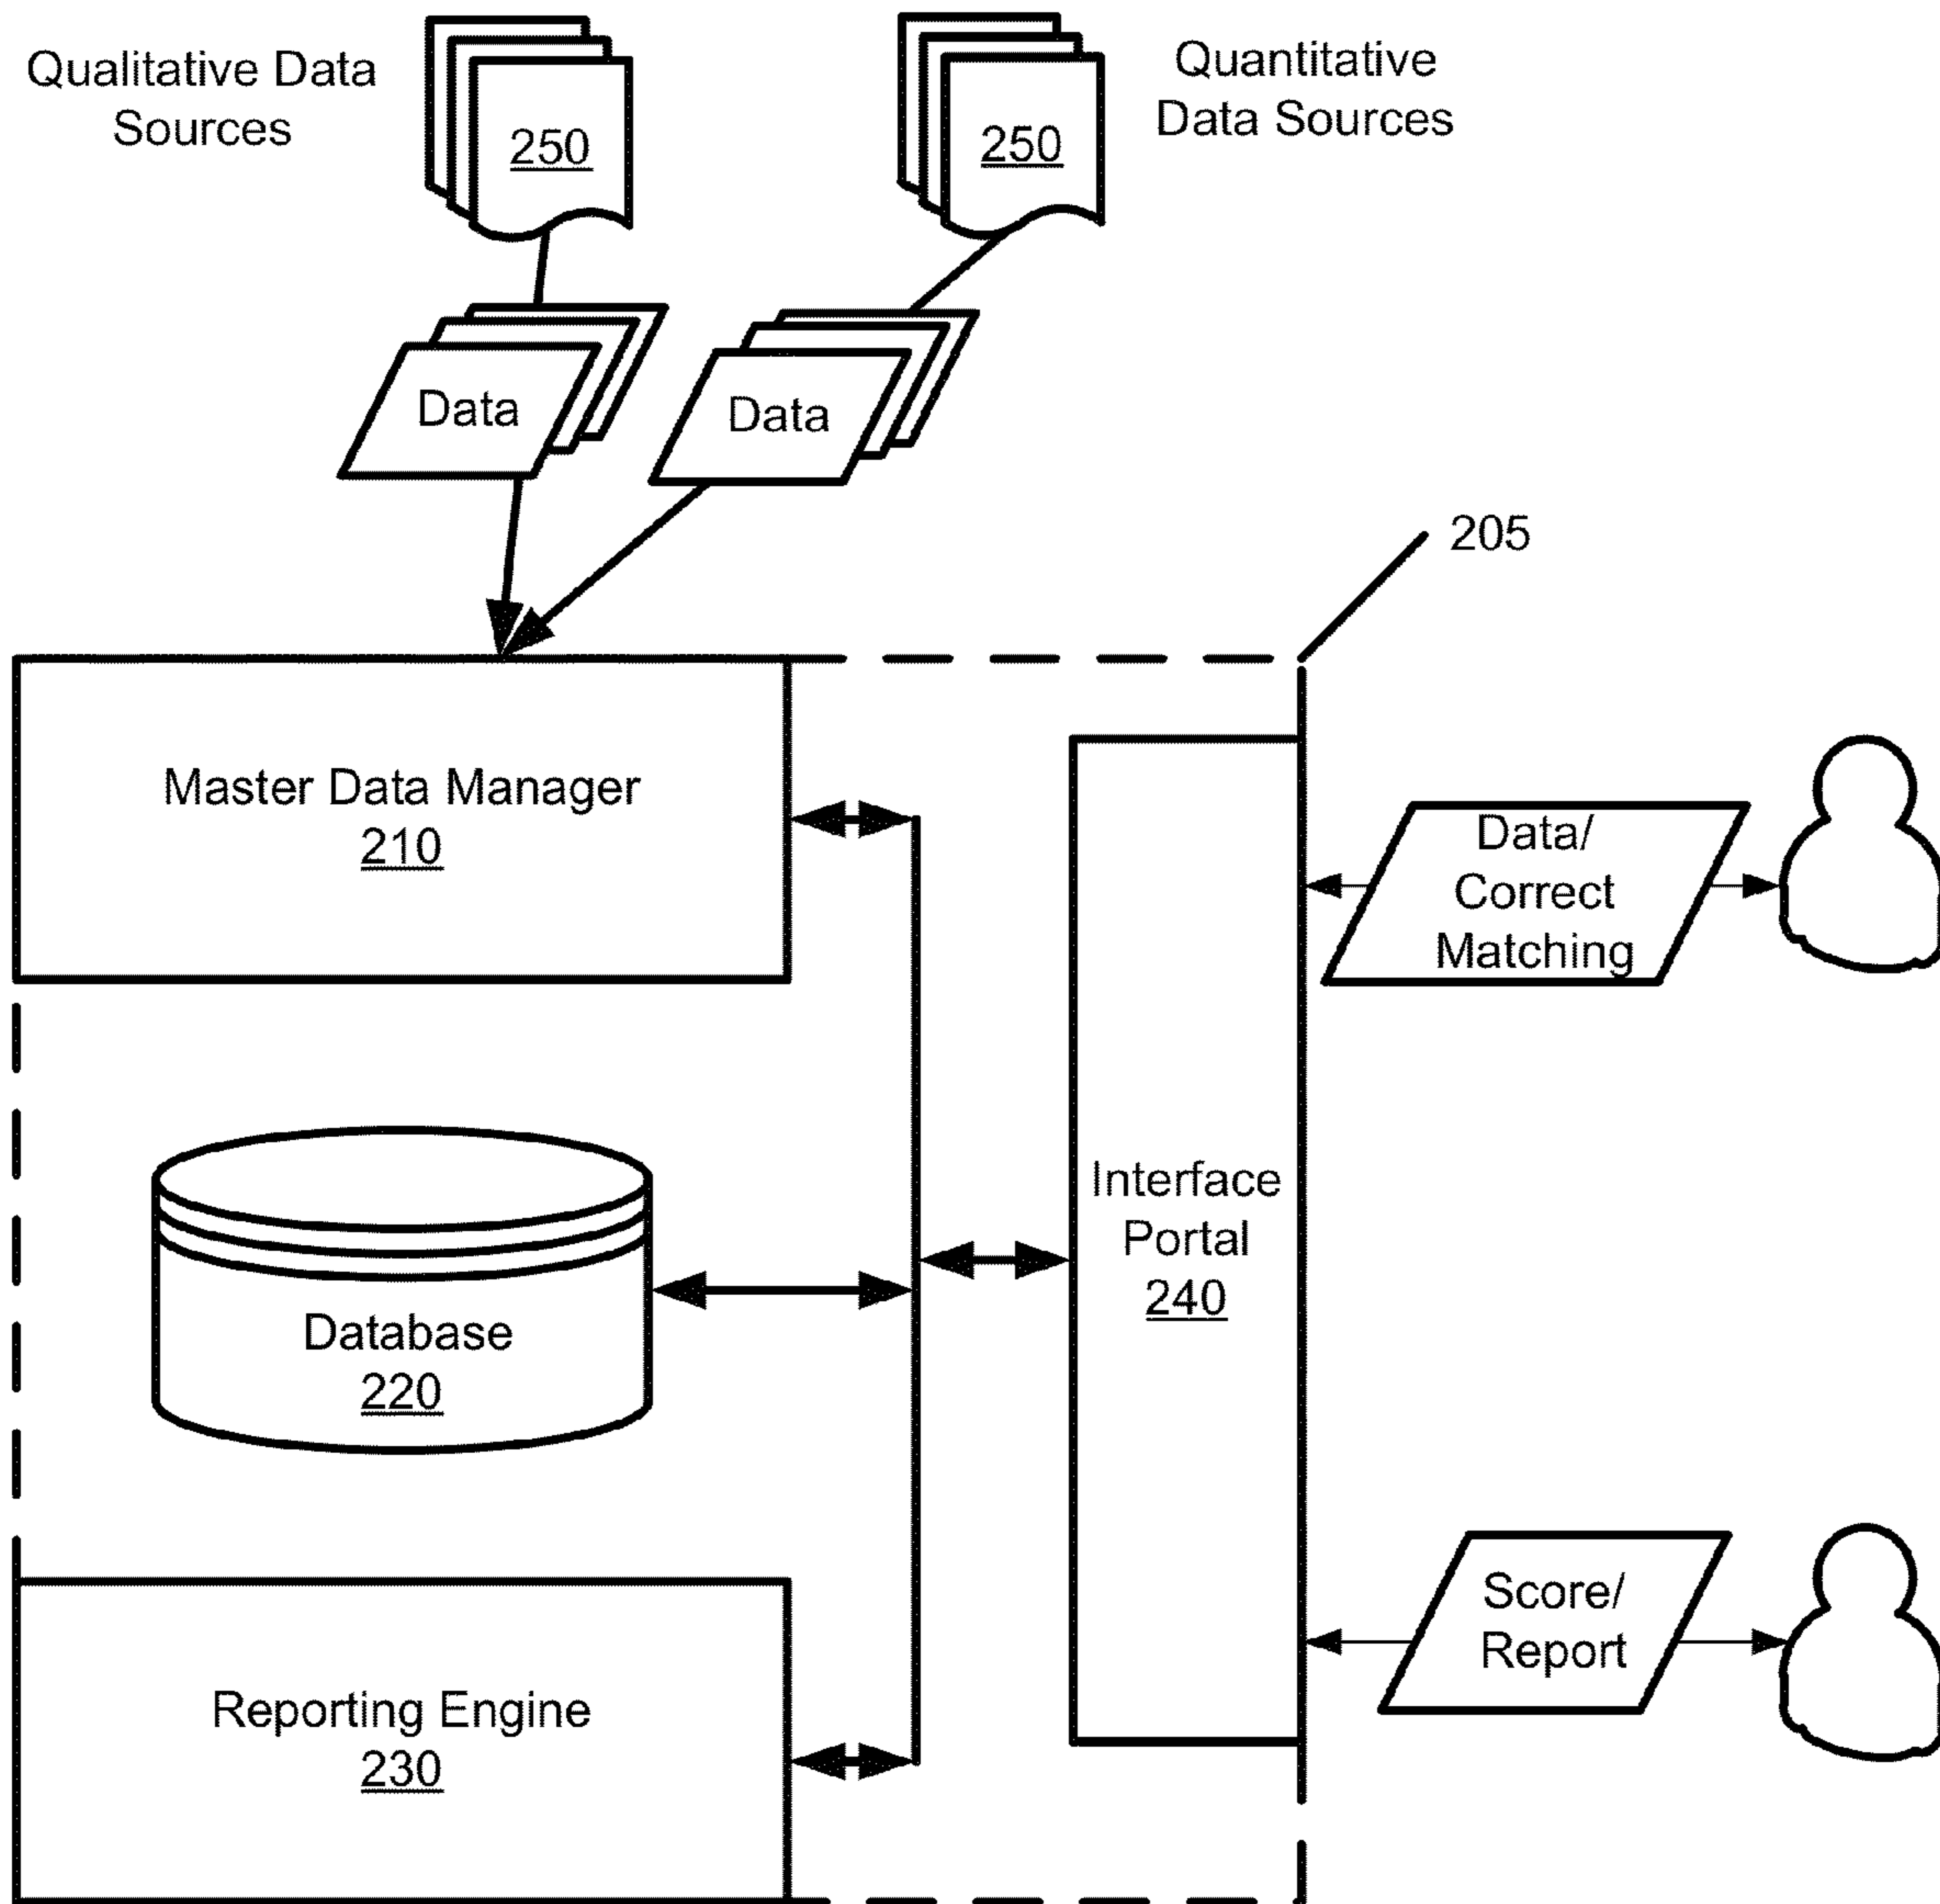 Qualitative Data
Sources
250
Quantitative
Data Sources
250
Data
Data
205
Master Data Manager
210
Data/
Correct
Matching
Interface
Portal
240
Database
220
Score/
Report
Reporting Engine
230